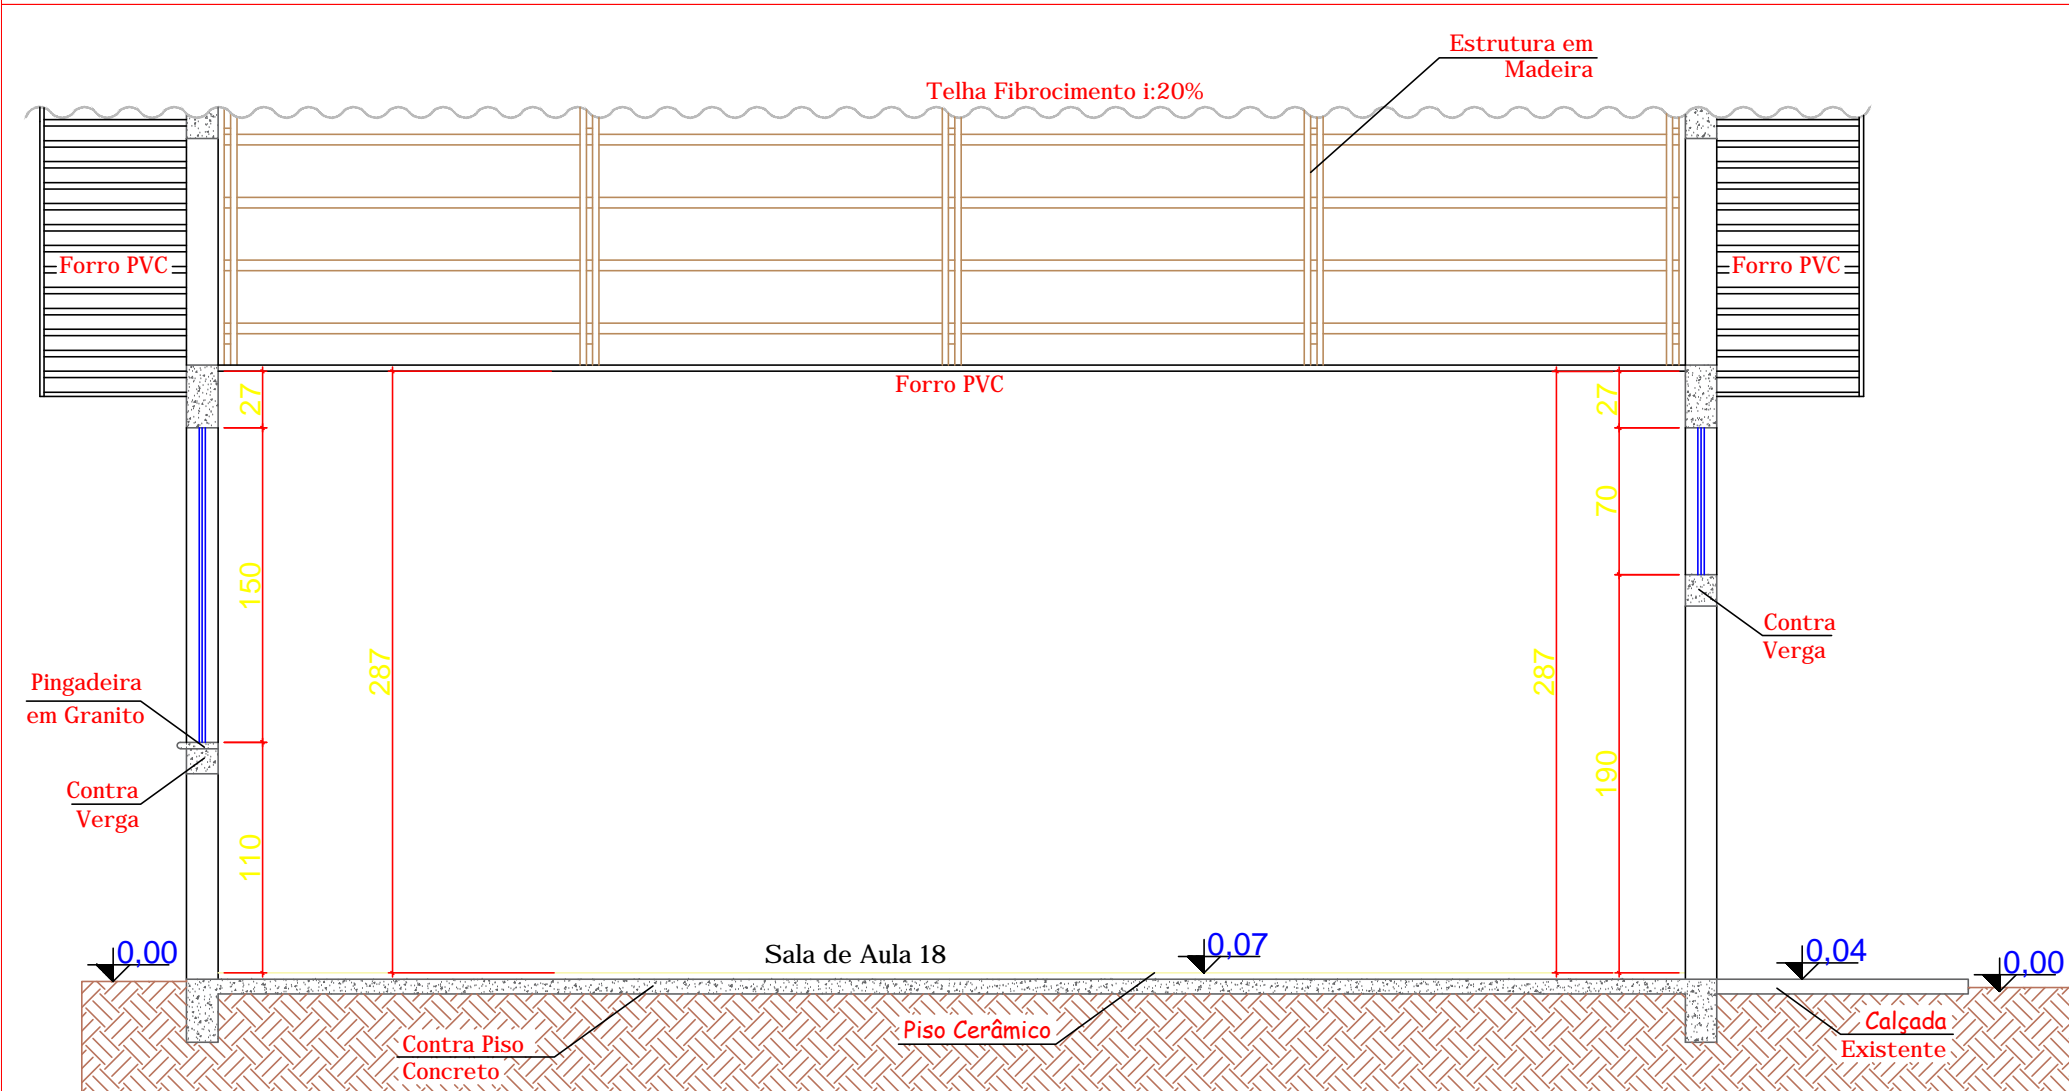 Estrutura em
Madeira
Telha Fibrocimento i:20%
Forro PVC
Forro PVC
Forro PVC
27
27
70
150
287
287
Contra
Verga
Pingadeira
em Granito
190
Contra
Verga
110
0,00
Sala de Aula 18
0,07
0,04
0,00
Contra Piso
Concreto
Piso Cerâmico
Calçada
Existente